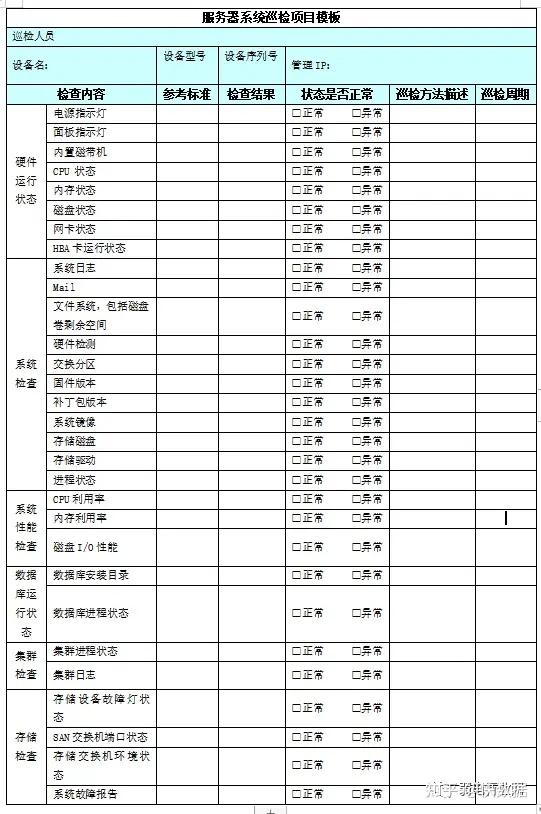 服务器系统巡检项目模板
巡检人员
设备名: 设备型号 设备序列号 管理 IP:
检查内容 参考标准 检查结果 状态是否正常 巡检方法描述 巡检周期
硬件运行状态
电源指示灯 □正常 □异常
面板指示灯 □正常 □异常
内置磁带机 □正常 □异常
CPU 状态 □正常 □异常
内存状态 □正常 □异常
磁盘状态 □正常 □异常
网卡状态 □正常 □异常
HBA 卡运行状态 □正常 □异常
系统检查
系统日志 □正常 □异常
Mail □正常 □异常
文件系统，包括磁盘
卷剩余空间 □正常 □异常
硬件检测 □正常 □异常
交换分区 □正常 □异常
固件版本 □正常 □异常
补丁包版本 □正常 □异常
系统镜像 □正常 □异常
存储磁盘 □正常 □异常
存储驱动 □正常 □异常
进程状态 □正常 □异常
系统性能检查
CPU 利用率 □正常 □异常
内存利用率 □正常 □异常
磁盘 I/O 性能 □正常 □异常
数据库运行状态
数据库安装目录 □正常 □异常
数据库进程状态 □正常 □异常
集群检查
集群进程状态 □正常 □异常
集群日志 □正常 □异常
存储检查
存储设备故障灯状
态 □正常 □异常
SAN 交换机端口状态 □正常 □异常
存储交换机环境状
态 □正常 □异常
系统故障报告 □正常 □异常
知乎